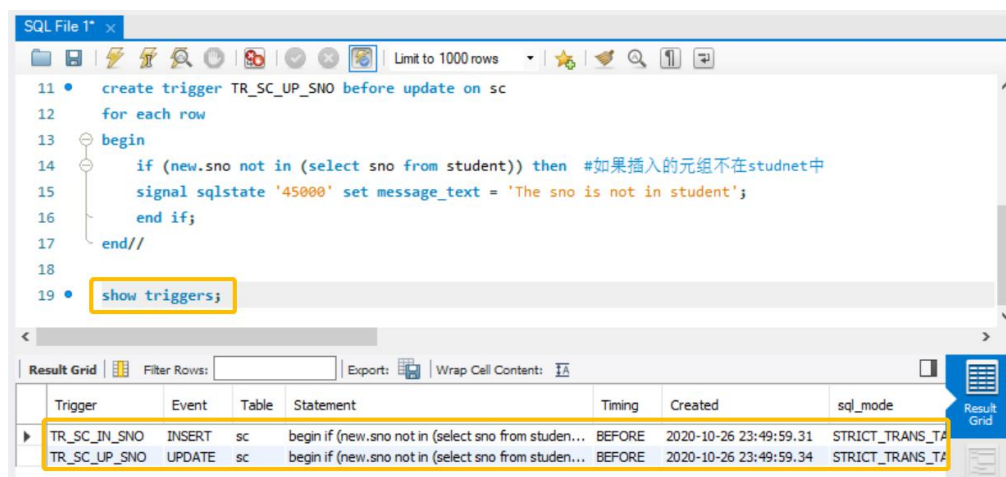 SQL File 1* ×
Limit to 1000 rows
11 create trigger TR_SC_UP_SNO before update on sc
12 for each row
13 begin
14 if (new.sno not in (select sno from student)) then #如果插入的元组不在studnet中
15 signal sqlstate '45000' set message_text = 'The sno is not in student';
16 end if;
17 end//
18
19 show triggers;
Result Grid Filter Rows: Export: Wrap Cell Content: IA
Trigger Event Table Statement Timing Created sql_mode
TR_SC_IN_SNO INSERT sc begin if (new.sno not in (select sno from studen... BEFORE 2020-10-26 23:49:59.31 STRICT_TRANS_TA
TR_SC_UP_SNO UPDATE sc begin if (new.sno not in (select sno from studen... BEFORE 2020-10-26 23:49:59.34 STRICT_TRANS_TA
Result
Grid